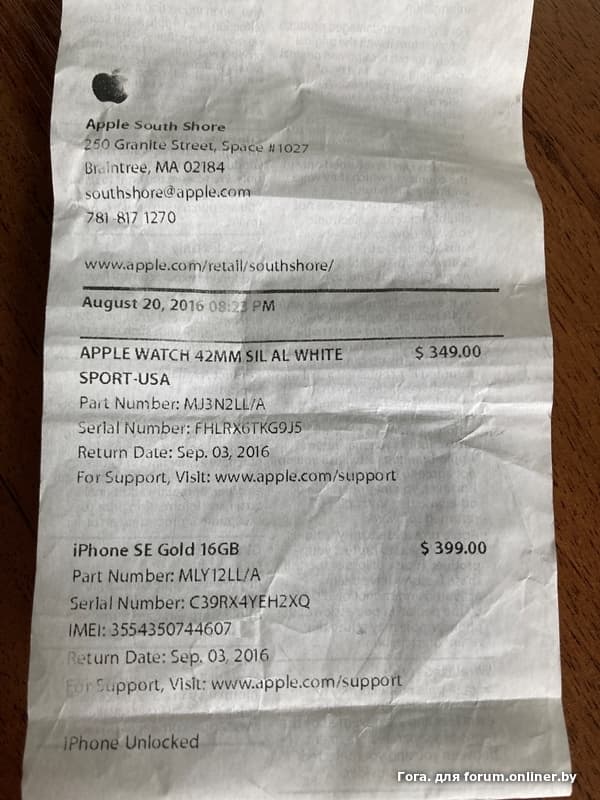 Apple South Shore
250 Granite Street, Space #1027
Braintree, MA 02184
southshore@apple.com
781 817 1270
www.apple.com/retail/southshore/
August 20, 2016 08:23 PM
APPLE WATCH 42MM SIL AL WHITE $ 349.00
SPORT-USA
Part Number: MJ3N2LL/A
Serial Number: FHLRX6TKG9J5
Return Date: Sep. 03, 2016
For Support, Visit: www.apple.com/support
iPhone SE Gold 16GB $ 399.00
Part Number: MLY12LL/A
Serial Number: C39RX4YEH2XQ
IMEI: 3554350744607
Return Date: Sep. 03, 2016
For Support, Visit: www.apple.com/support
iPhone Unlocked
Гога. для forum.onliner.by